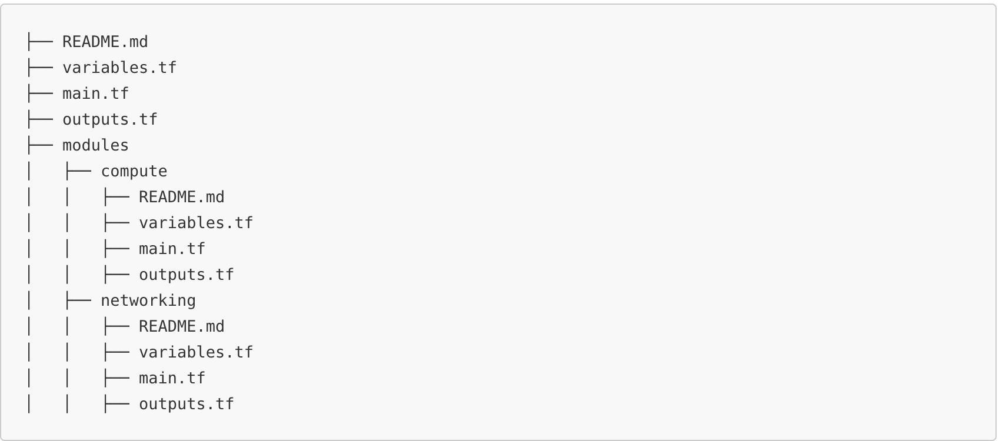 ├── README.md
├── variables.tf
├── main.tf
├── outputs.tf
├── modules
│   ├── compute
│   │   ├── README.md
│   │   ├── variables.tf
│   │   ├── main.tf
│   │   ├── outputs.tf
│   ├── networking
│   │   ├── README.md
│   │   ├── variables.tf
│   │   ├── main.tf
│   │   ├── outputs.tf